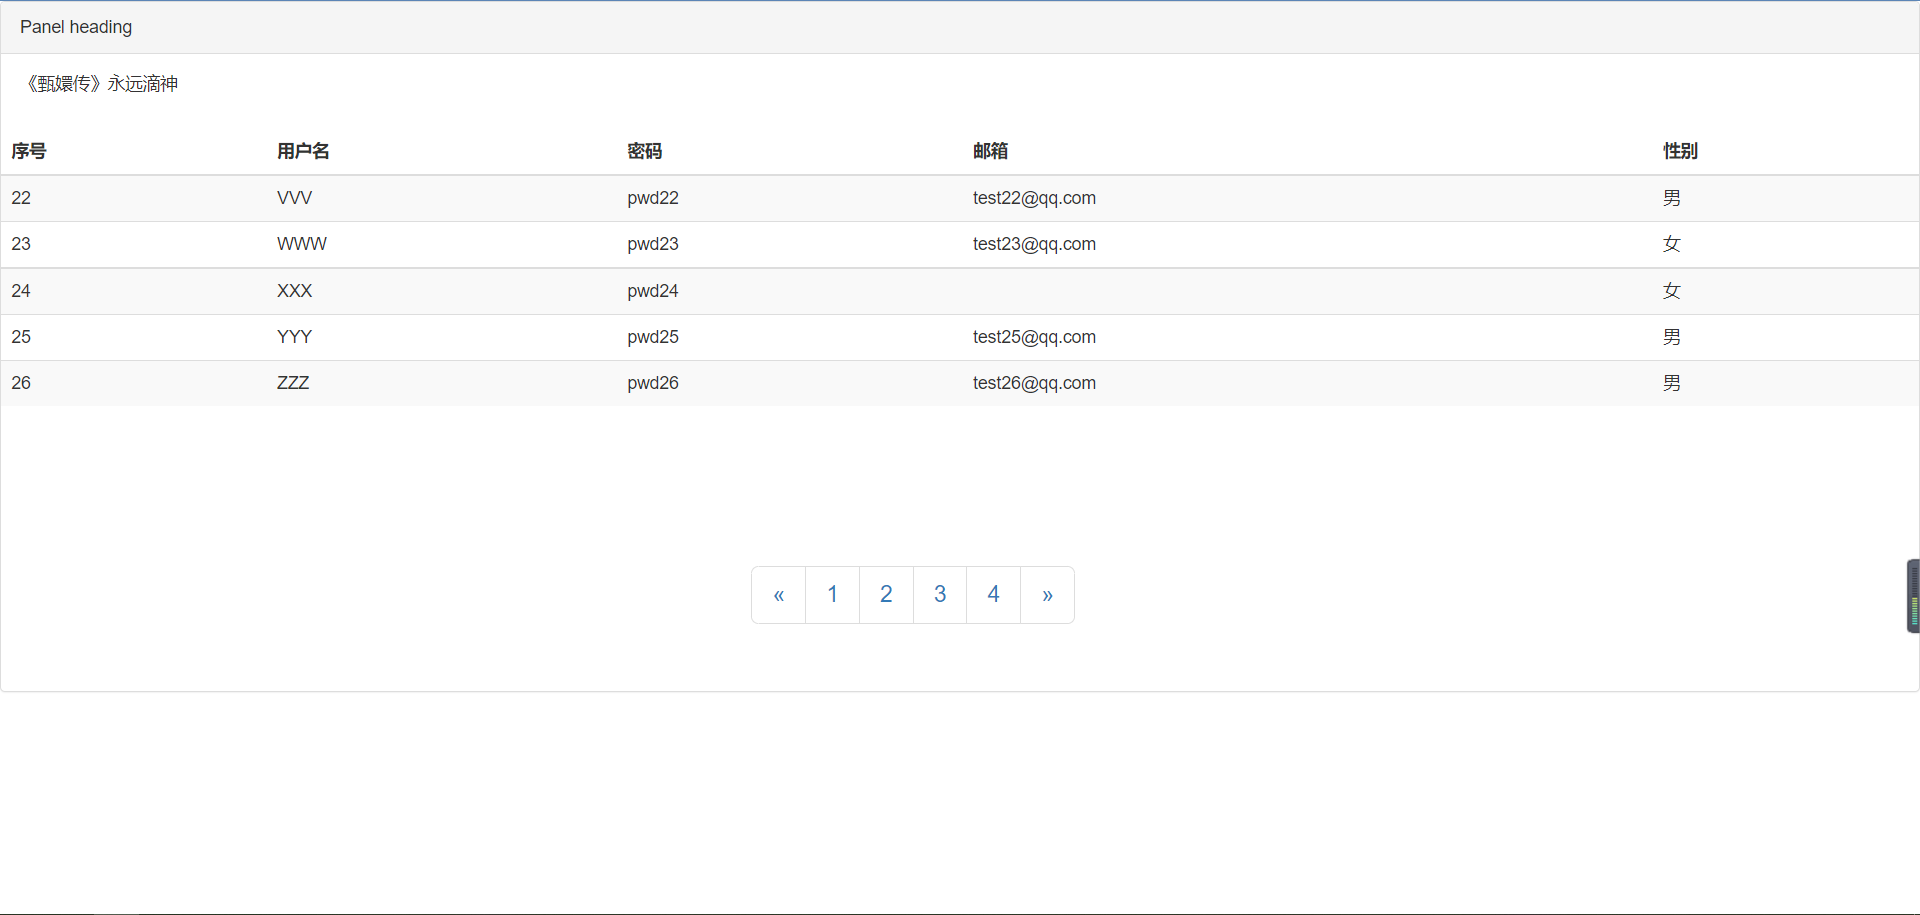 Panel heading
《甄嬛传》永远滴神
序号 用户名 密码 邮箱 性别
22 VVV pwd22 test22@qq.com 男
23 WWW pwd23 test23@qq.com 女
24 XXX pwd24 女
25 YYY pwd25 test25@qq.com 男
26 ZZZ pwd26 test26@qq.com 男
« 1 2 3 4 »